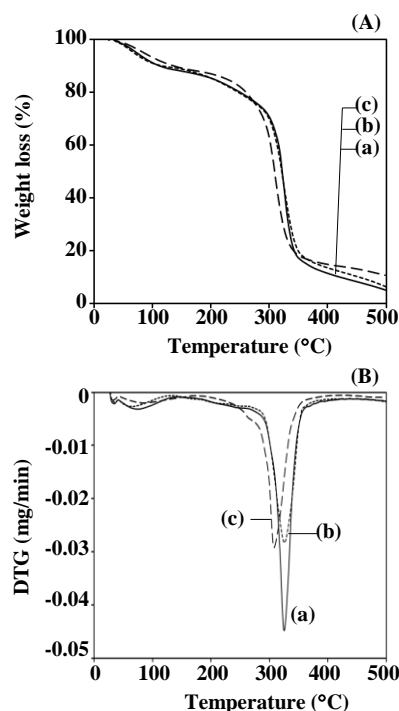 (A)
Weight loss (%)
100
80
60
40
20
0
(c)
(b)
(a)
0 100 200 300 400 500
Temperature (°C)
(B)
DTG (mg/min)
0
-0.01
-0.02
-0.03
-0.04
-0.05
(c)
(b)
(a)
0 100 200 300 400 500
Temperature (°C)